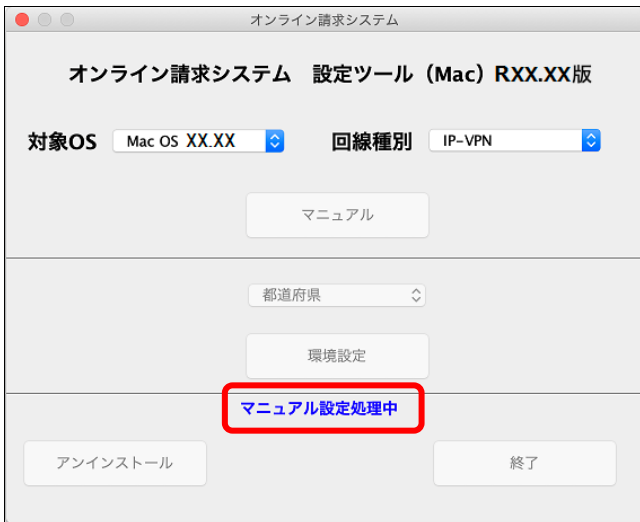 オンライン請求システム
オンライン請求システム 設定ツール（Mac）RXX.XX版
対象OS Mac OS XX.XX 回線種別 IP-VPN
マニュアル
都道府県
環境設定
マニュアル設定処理中
アンインストール 終了